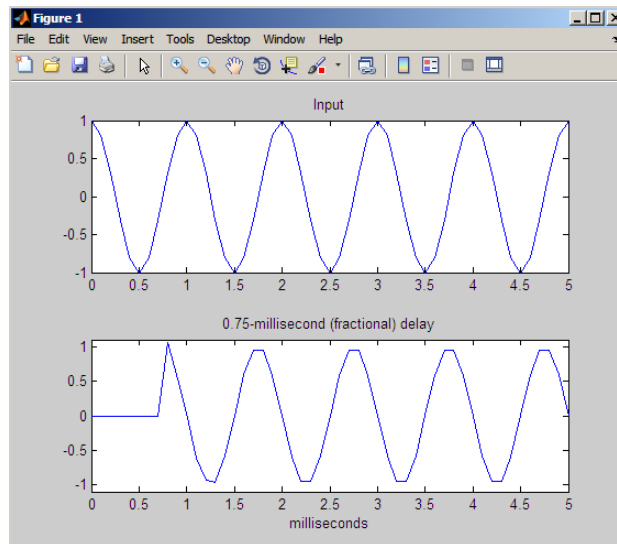 Figure 1
File Edit View Insert Tools Desktop Window Help
Input
1
0.5
0
-0.5
-1
0 0.5 1 1.5 2 2.5 3 3.5 4 4.5 5
0.75-millisecond (fractional) delay
1
0.5
0
-0.5
-1
0 0.5 1 1.5 2 2.5 3 3.5 4 4.5 5
milliseconds